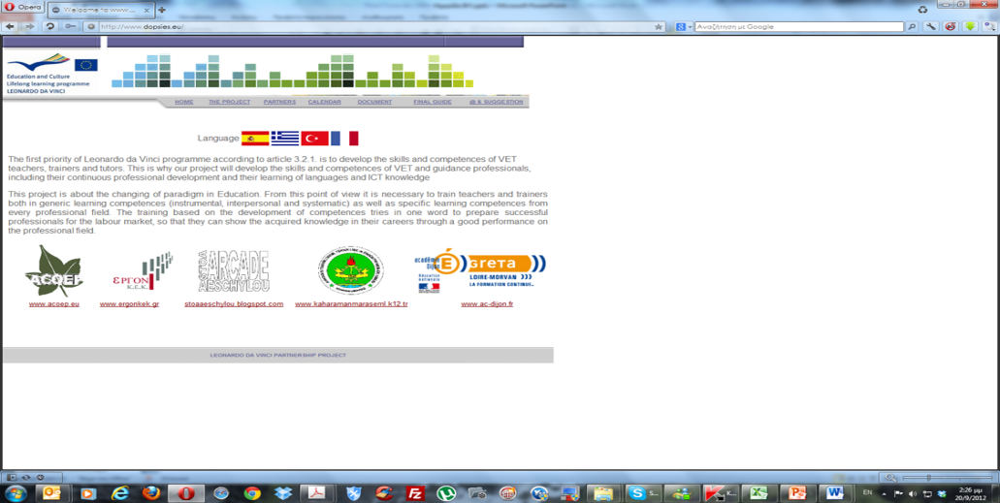 Opera
Welcome to www....
http://www.dopsies.eu/
Αναζήτηση με Google
Education and Culture
Lifelong learning programme
LEONARDO DA VINCI
HOME THE PROJECT PARTNERS CALENDAR DOCUMENT FINAL GUIDE & SUGGESTION
Language
The first priority of Leonardo da Vinci programme according to article 3.2.1. is to develop the skills and competences of VET
teachers, trainers and tutors. This is why our project will develop the skills and competences of VET and guidance professionals,
including their continuous professional development and their learning of languages and ICT knowledge
This project is about the changing of paradigm in Education. From this point of view it is necessary to train teachers and trainers
both in generic learning competences (instrumental, interpersonal and systematic) as well as specific learning competences from
every professional field. The training based on the development of competences tries in one word to prepare successful
professionals for the labour market, so that they can show the acquired knowledge in their careers through a good performance on
the professional field.
ACOEP
ΕΡΓΟΝ
Κ.Ε.Κ.
STOA
ARCADE
AESCHYLOU
académie
Dijon
Éducation
nationale
GRETA
LOIRE-MORVAN
LA FORMATION CONTINUE...
www.acoep.eu www.ergonkek.gr stoaaeschylou.blogspot.com www.kaharamanmaraseml.k12.tr www.ac-dijon.fr
LEONARDO DA VINCI PARTNERSHIP PROJECT
S...
K...
EN
2:26 μμ
20/9/2012